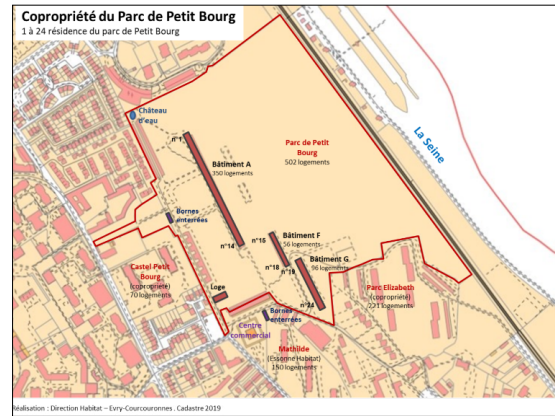 Copropriété du Parc de Petit Bourg
1 à 24 résidence du parc de Petit Bourg
Château
d'eau
n°1
Bâtiment A
350 logements
Parc de Petit
Bourg
502 logements
La Seine
Bornes
enterrées
n°14
n°15
Bâtiment F
56 logements
n°18
n°19
Bâtiment G
96 logements
n°24
Castel Petit
Bourg
(copropriété)
70 logements
Loge
Parc Elizabeth
(copropriété)
221 logements
Bornes
enterrées
Centre
commercial
Mathilde
(Essonne Habitat)
150 logements
Réalisation : Direction Habitat – Evry-Courcouronnes . Cadastre 2019